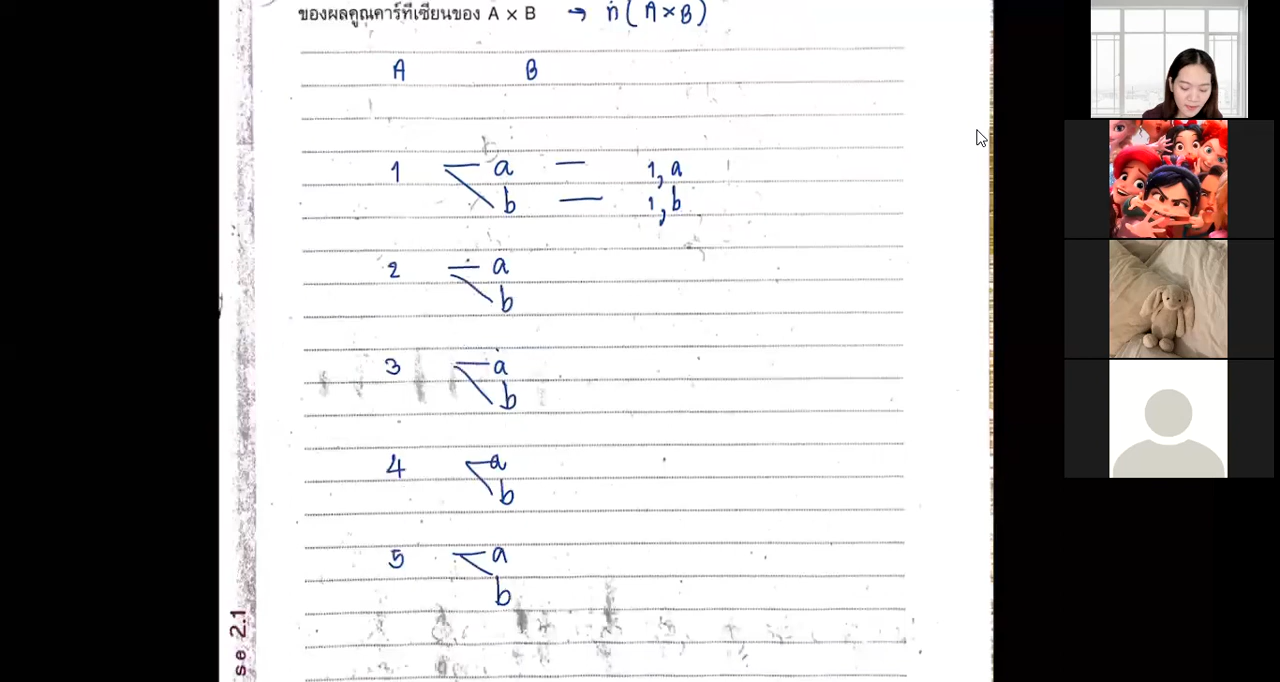 ของผลคูณคาร์ทีเซียนของ A × B → n ( A × B )
A B
1 a — 1, a
b — 1, b
2 a
b
3 a
b
4 a
b
5 a
b
se 2.1